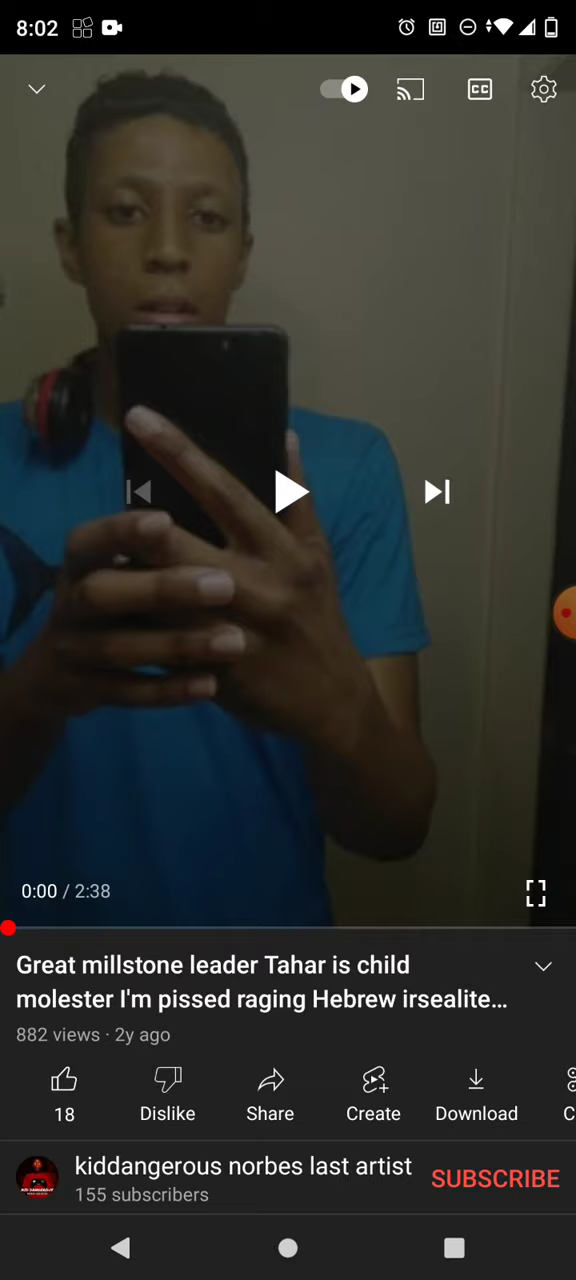 8:02
CC
0:00 / 2:38
Great millstone leader Tahar is child
molester I'm pissed raging Hebrew irsealite...
882 views · 2y ago
18 Dislike Share Create Download C
kiddangerous norbes last artist
155 subscribers
SUBSCRIBE